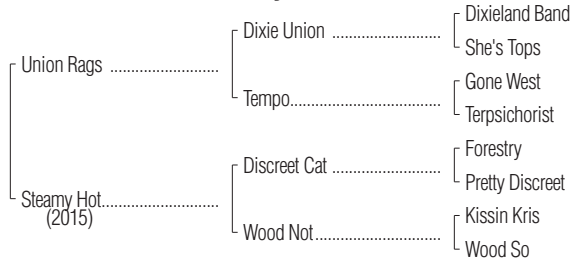 Dixieland Band
Dixie Union ........................
She's Tops
Union Rags ........................
Gone West
Tempo.................................
Terpsichorist
Forestry
Discreet Cat ........................
Pretty Discreet
Steamy Hot..........................
(2015)
Kissin Kris
Wood Not............................
Wood So